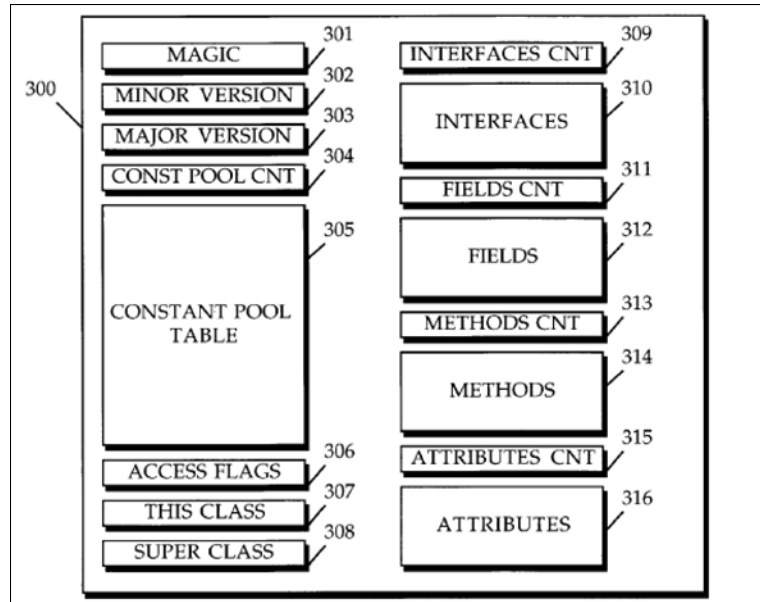 300
MAGIC
301
MINOR VERSION
302
MAJOR VERSION
303
CONST POOL CNT
304
CONSTANT POOL
TABLE
305
ACCESS FLAGS
306
THIS CLASS
307
SUPER CLASS
308
INTERFACES CNT
309
INTERFACES
310
FIELDS CNT
311
FIELDS
312
METHODS CNT
313
METHODS
314
ATTRIBUTES CNT
315
ATTRIBUTES
316